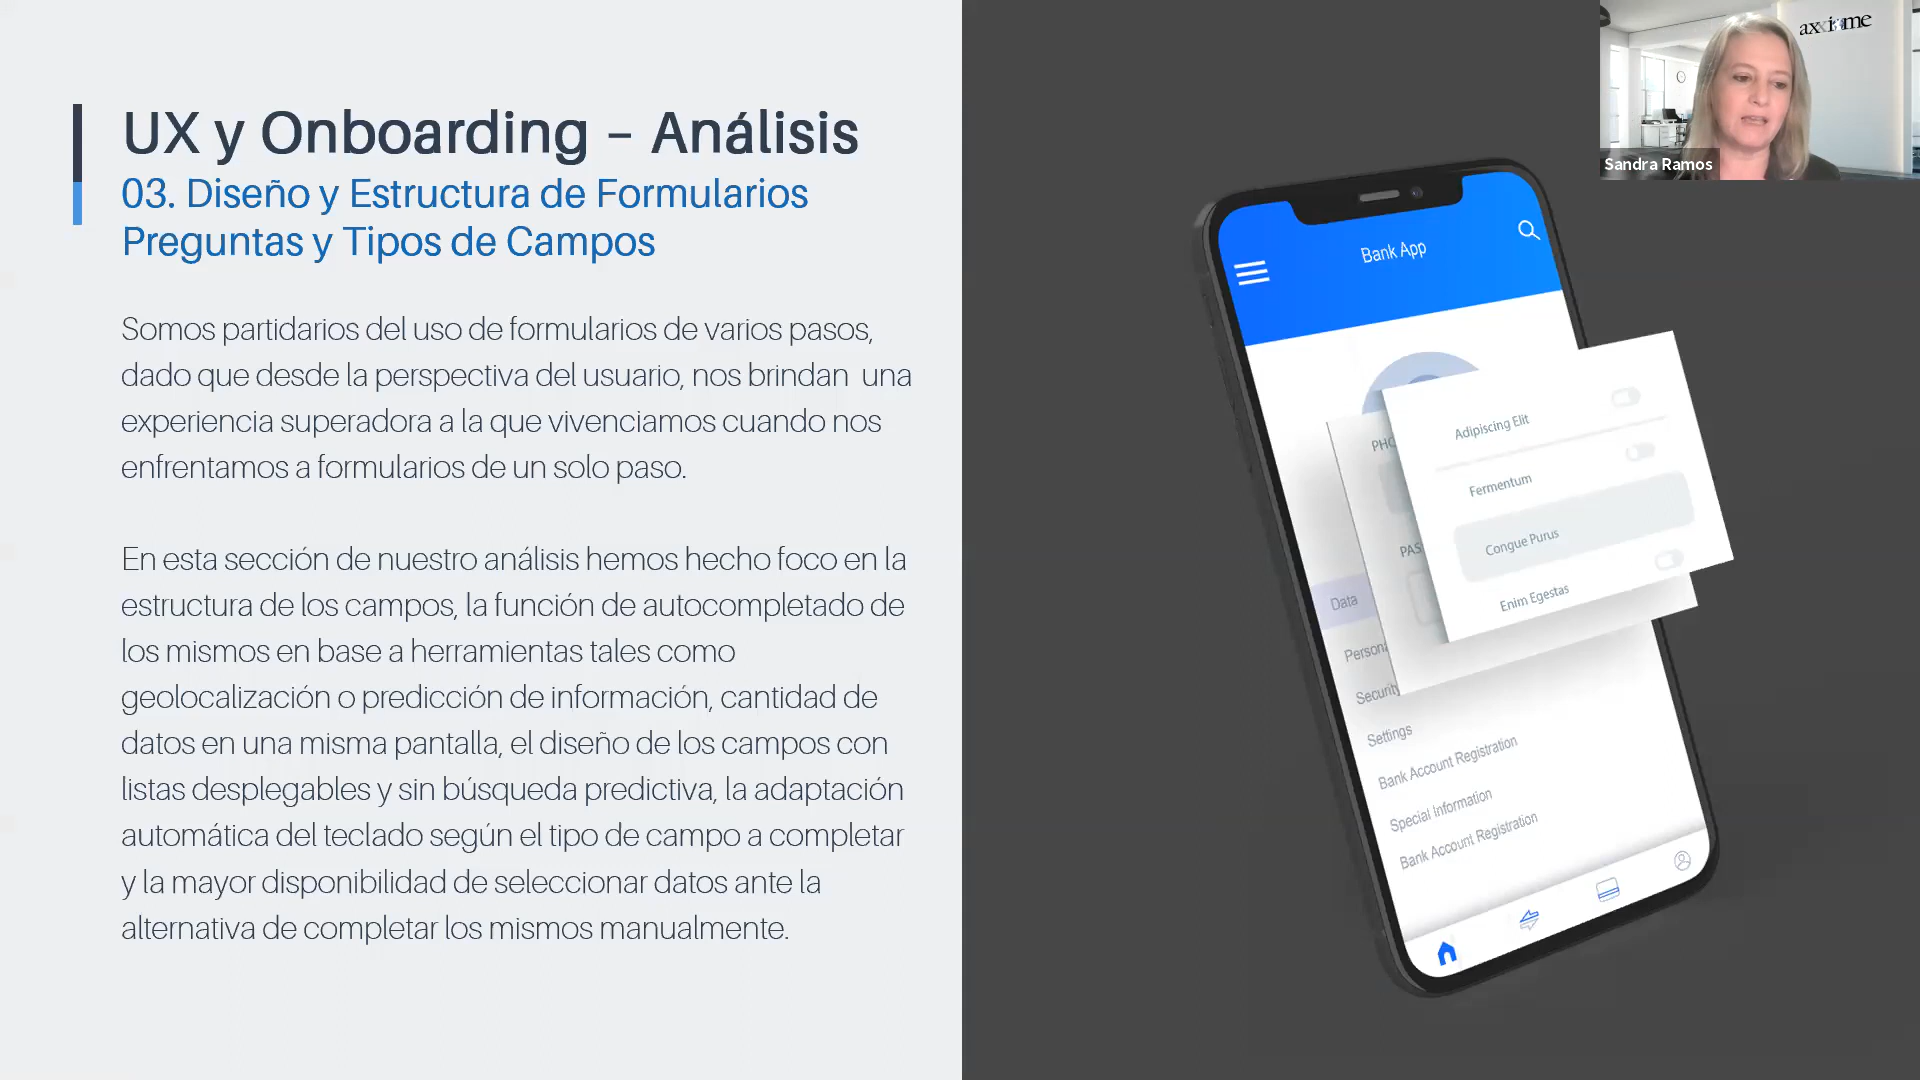 UX y Onboarding – Análisis
03. Diseño y Estructura de Formularios
Preguntas y Tipos de Campos
Somos partidarios del uso de formularios de varios pasos,
dado que desde la perspectiva del usuario, nos brindan una
experiencia superadora a la que vivenciamos cuando nos
enfrentamos a formularios de un solo paso.
En esta sección de nuestro análisis hemos hecho foco en la
estructura de los campos, la función de autocompletado de
los mismos en base a herramientas tales como
geolocalización o predicción de información, cantidad de
datos en una misma pantalla, el diseño de los campos con
listas desplegables y sin búsqueda predictiva, la adaptación
automática del teclado según el tipo de campo a completar
y la mayor disponibilidad de seleccionar datos ante la
alternativa de completar los mismos manualmente.
Bank App
Adipiscing Elit
Fermentum
Congue Purus
Enim Egestas
PHO
PAS
Data
Persona
Security
Settings
Bank Account Registration
Special Information
Bank Account Registration
Sandra Ramos